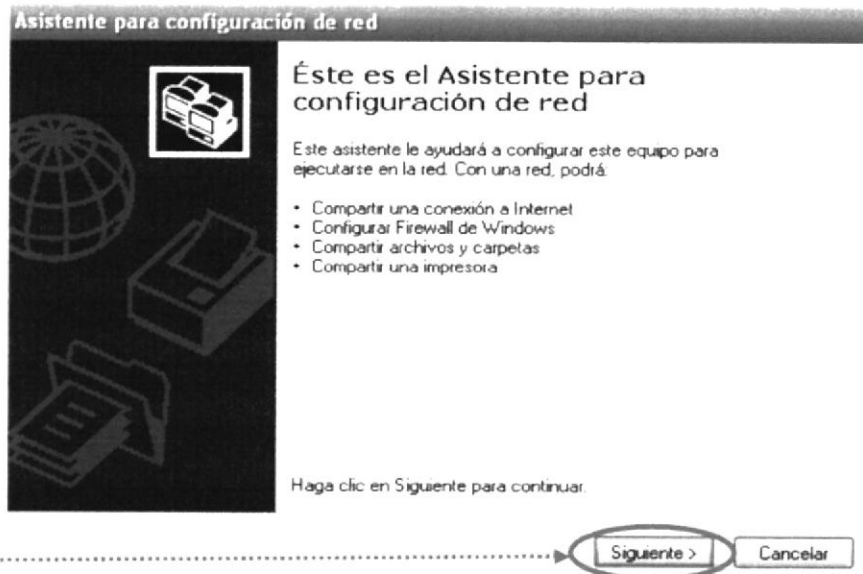 Asistente para configuración de red
Éste es el Asistente para
configuración de red
Este asistente le ayudará a configurar este equipo para
ejecutarse en la red. Con una red, podrá:
• Compartir una conexión a Internet
• Configurar Firewall de Windows
• Compartir archivos y carpetas
• Compartir una impresora
Haga clic en Siguiente para continuar.
Siguiente > Cancelar